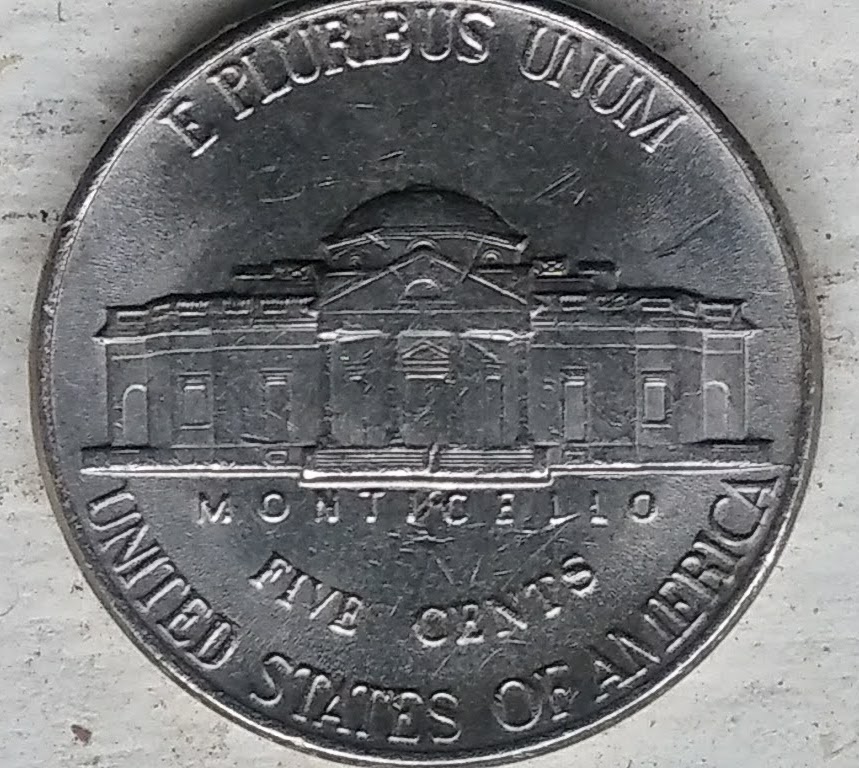 E PLURIBUS UNUM
MONTICELLO
FIVE CENTS
UNITED STATES OF AMERICA